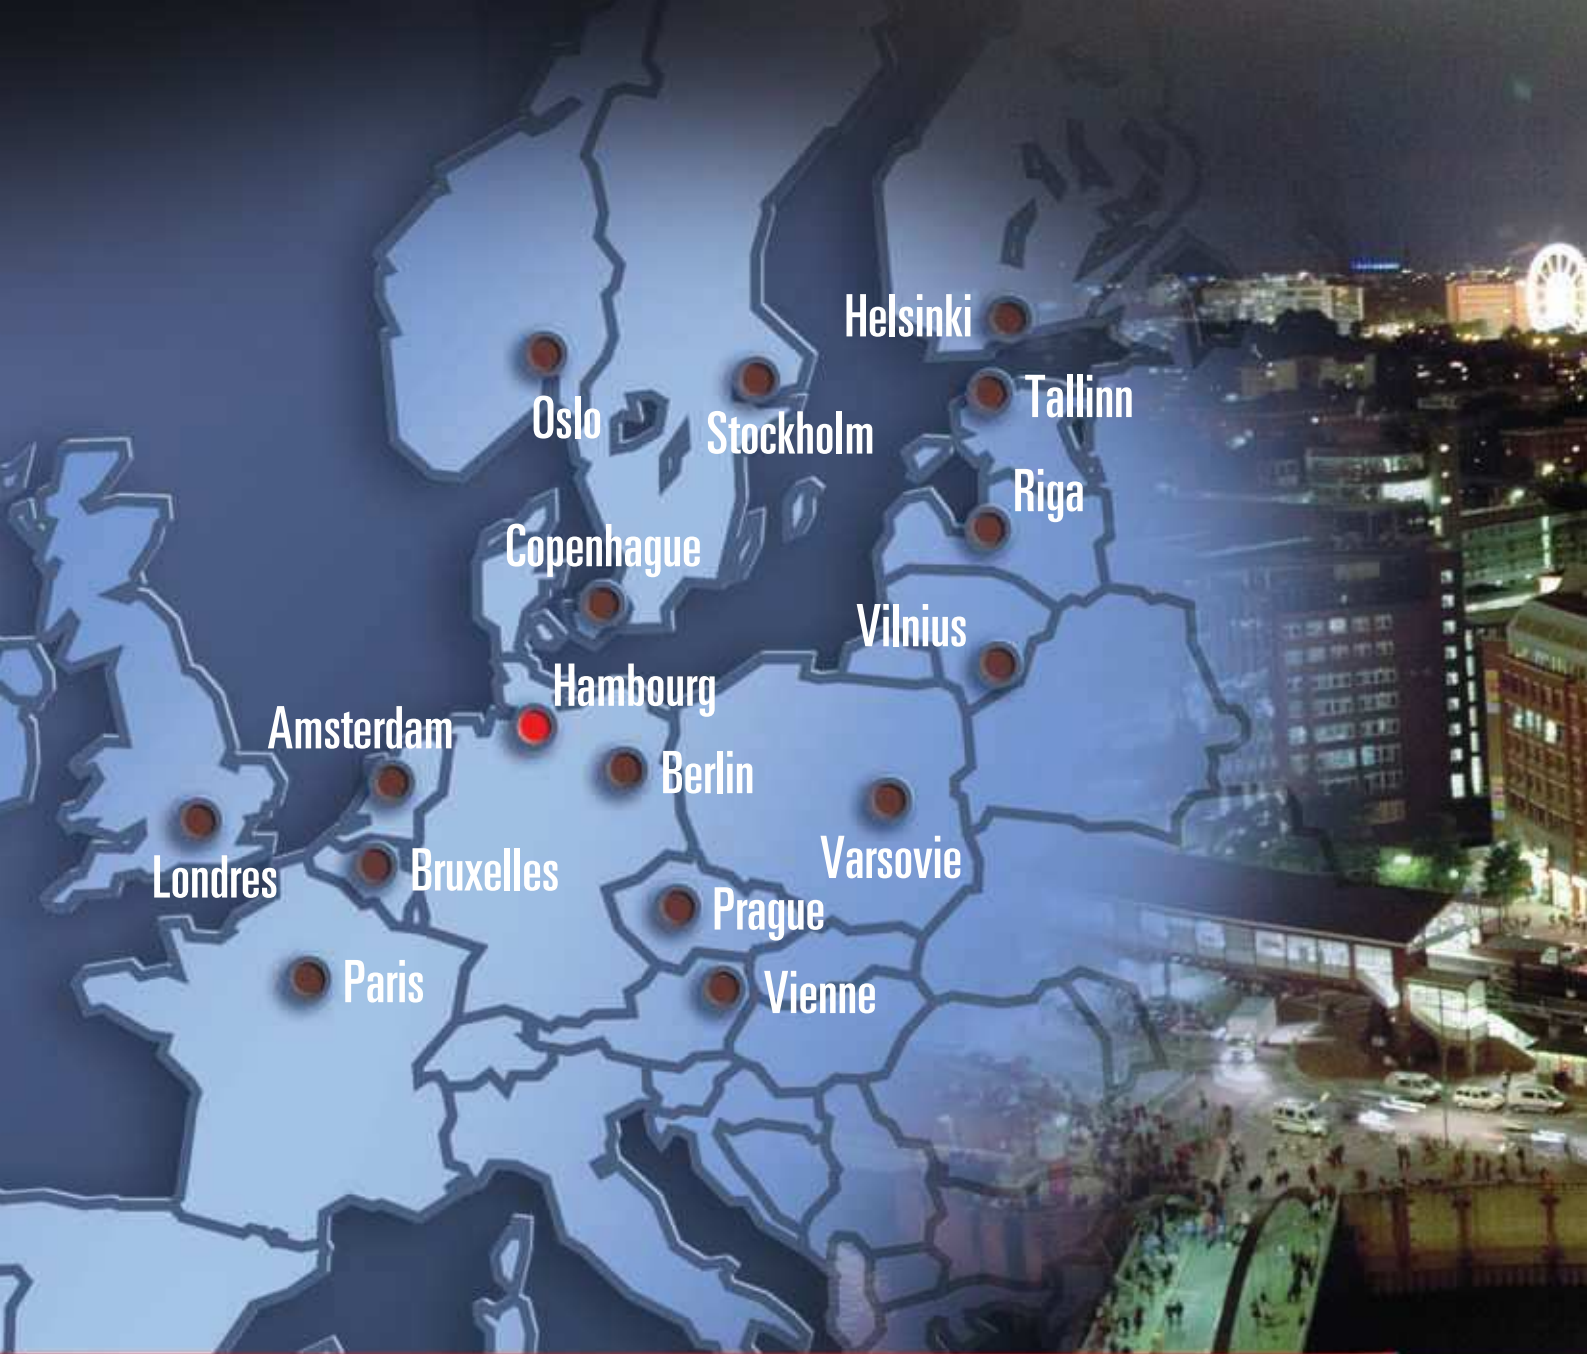 Helsinki
Tallinn
Oslo
Stockholm
Riga
Copenhague
Vilnius
Hambourg
Amsterdam
Berlin
Londres
Bruxelles
Varsovie
Prague
Paris
Vienne